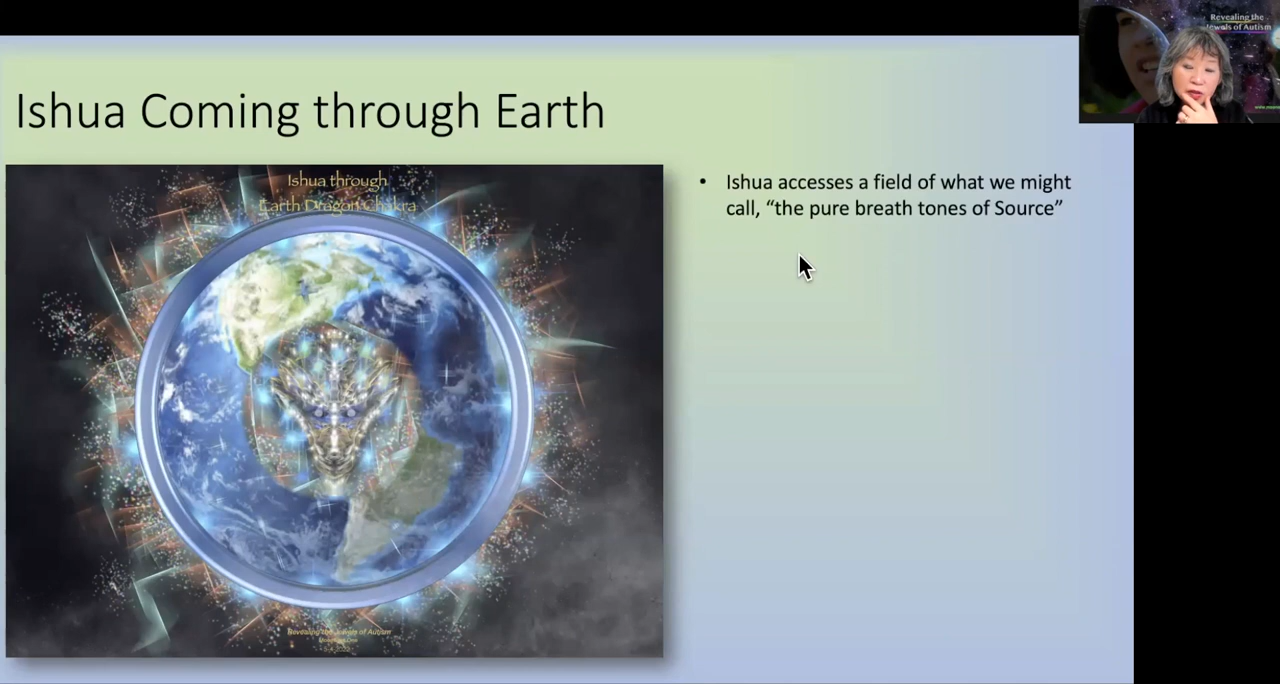 Revealing the
Jewels of Autism
Ishua Coming through Earth
Ishua through
Earth Dragon Chakra
• Ishua accesses a field of what we might
call, “the pure breath tones of Source”
Revealing the Jewels of Autism